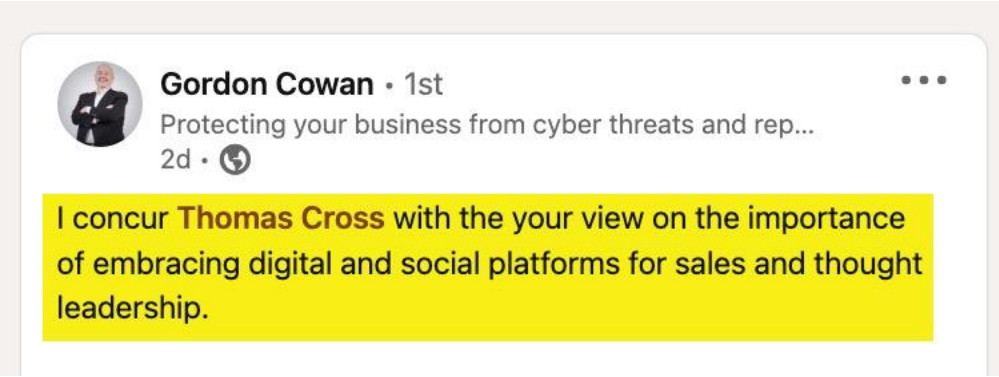 Gordon Cowan • 1st
Protecting your business from cyber threats and rep...
2d •
I concur Thomas Cross with the your view on the importance
of embracing digital and social platforms for sales and thought
leadership.